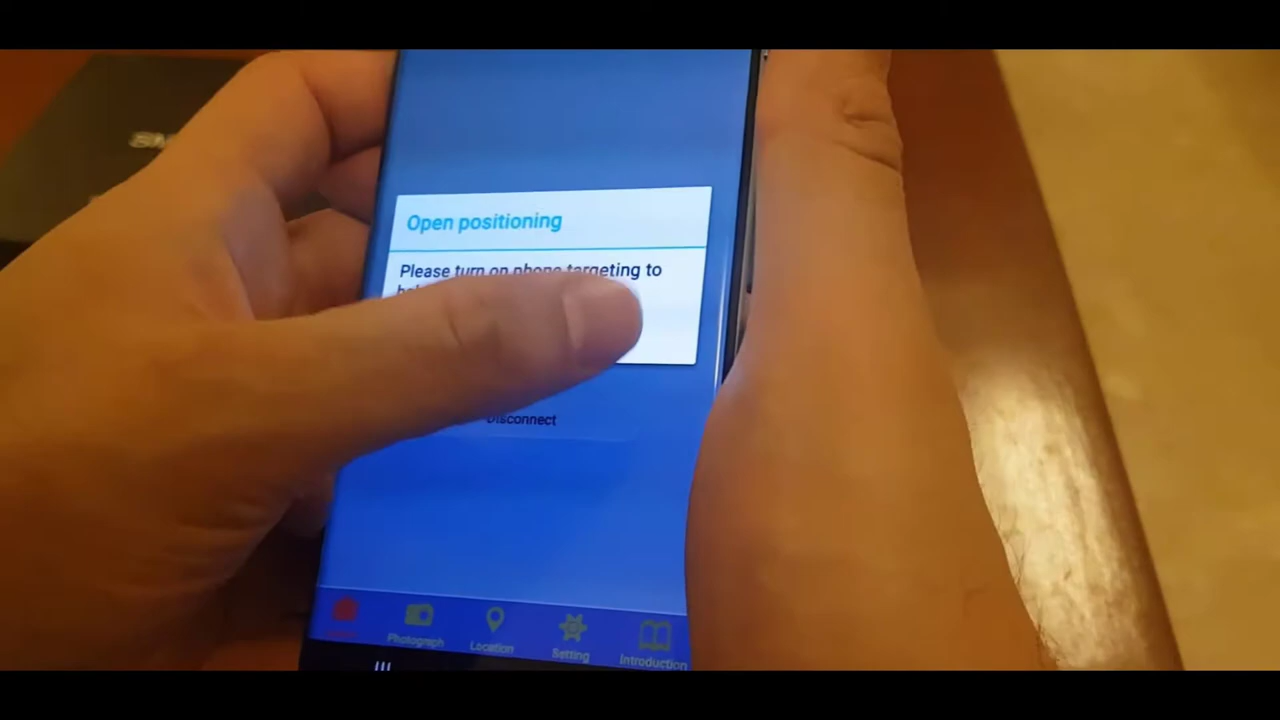 Open positioning
Please turn on phone targeting to
Disconnect
Photograph
Location
Setting
Introduction